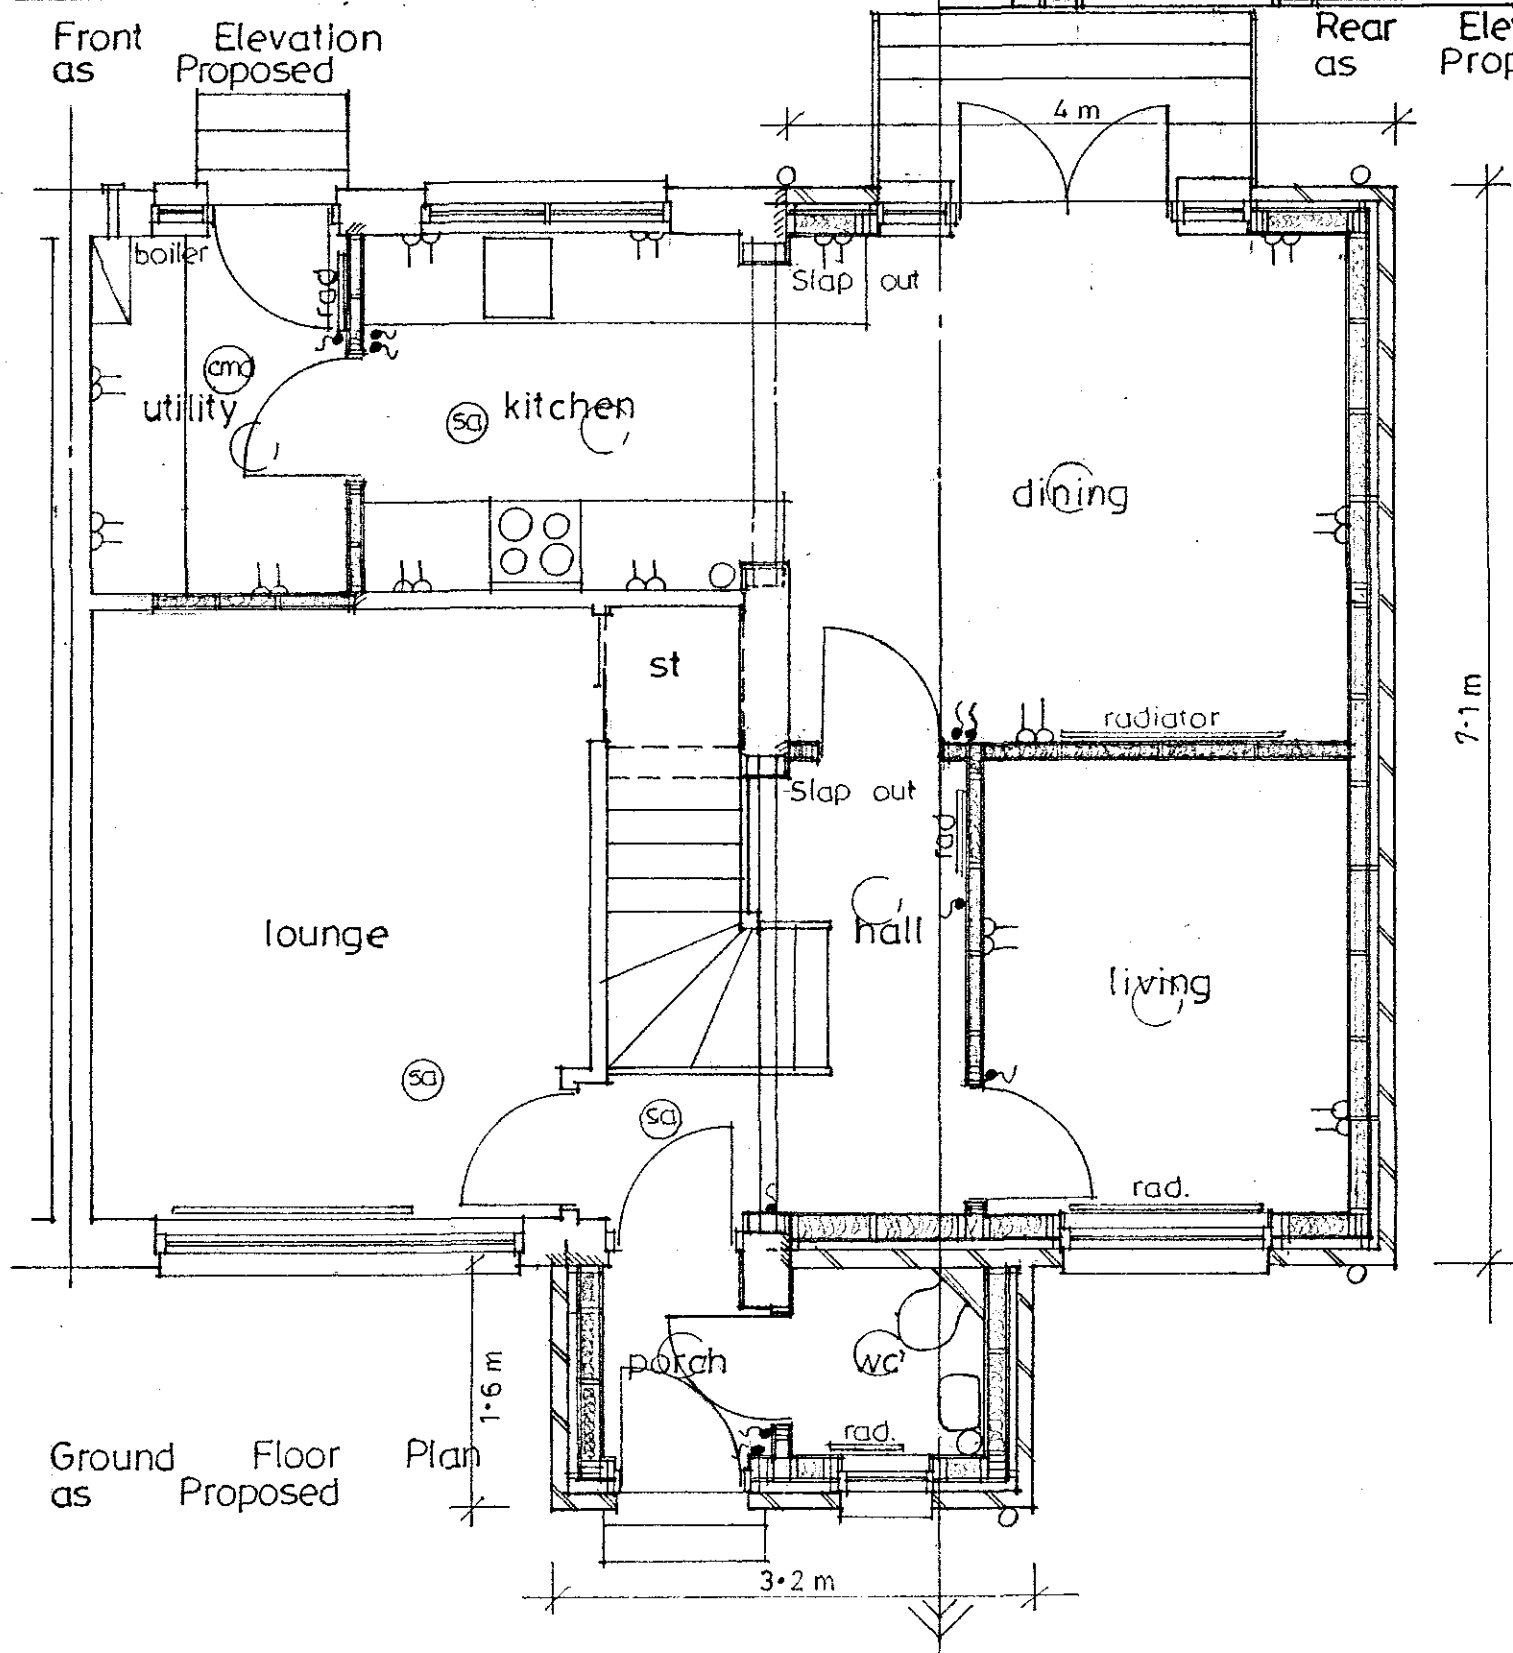 Front Elevation
as Proposed
Rear Elev
as Prop
4 m
boiler
rad
Slap out
cmd
utility
sa
kitchen
dining
st
radiator
7·1 m
Slap out
rad
lounge
hall
living
sa
sa
rad.
porch
wc
1·6 m
rad.
Ground Floor Plan
as Proposed
3·2 m